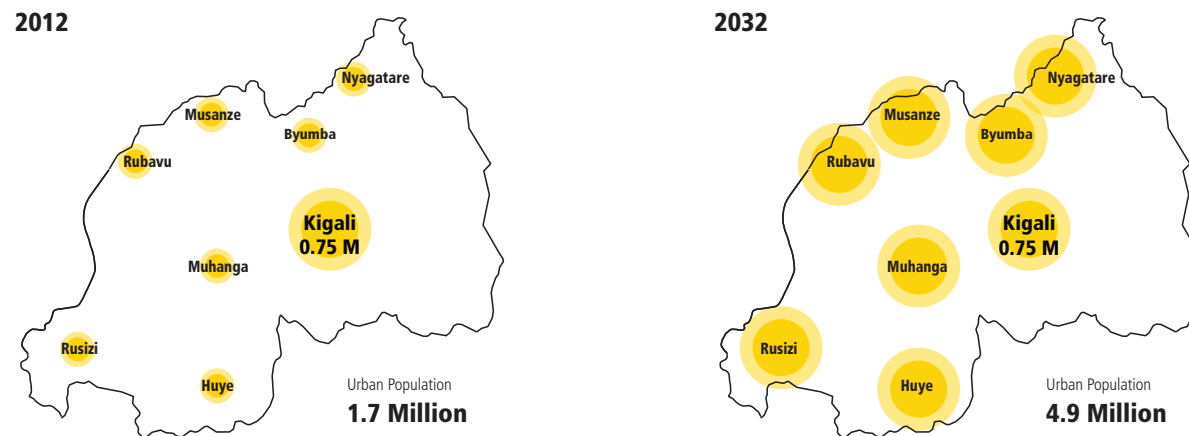 2012
Nyagatare
Musanze
Byumba
Rubavu
Kigali
0.75 M
Muhanga
Rusizi
Huye
Urban Population
1.7 Million
2032
Nyagatare
Musanze
Byumba
Rubavu
Kigali
0.75 M
Muhanga
Rusizi
Huye
Urban Population
4.9 Million